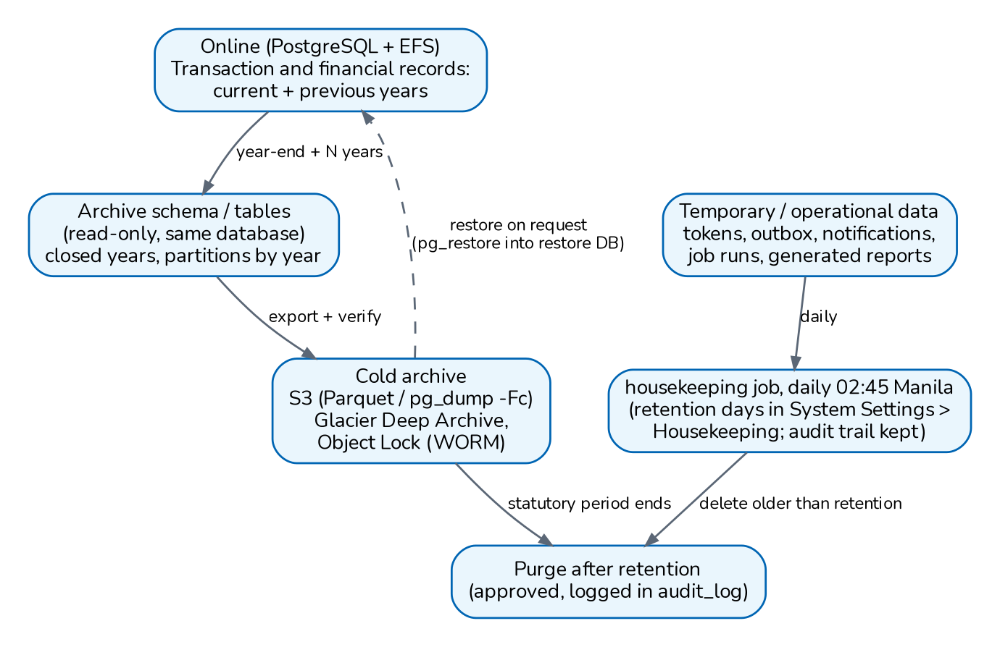 Online (PostgreSQL + EFS)
Transaction and financial records:
current + previous years
year-end + N years
Archive schema / tables
(read-only, same database)
closed years, partitions by year
restore on request
(pg_restore into restore DB)
Temporary / operational data
tokens, outbox, notifications,
job runs, generated reports
export + verify
daily
Cold archive
S3 (Parquet / pg_dump -Fc)
Glacier Deep Archive,
Object Lock (WORM)
housekeeping job, daily 02:45 Manila
(retention days in System Settings >
Housekeeping; audit trail kept)
statutory period ends
delete older than retention
Purge after retention
(approved, logged in audit_log)